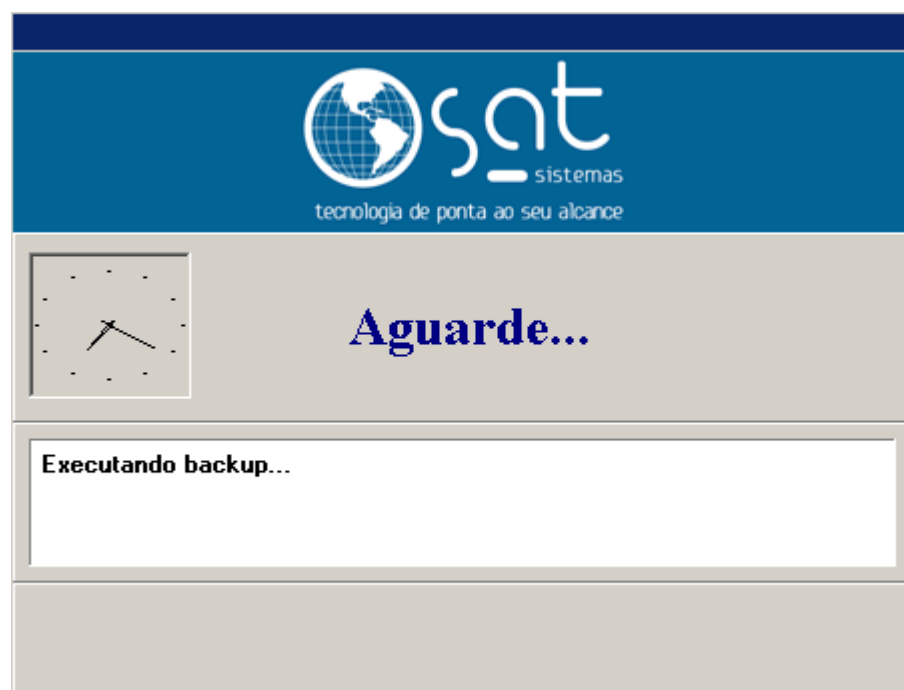 sat
sistemas
tecnologia de ponta ao seu alcance
Aguarde...
Executando backup...